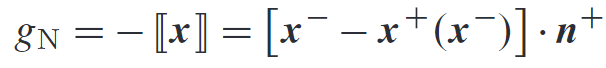 g_N = −⟦x⟧ = [x⁻ − x⁺(x⁻)] · n⁺